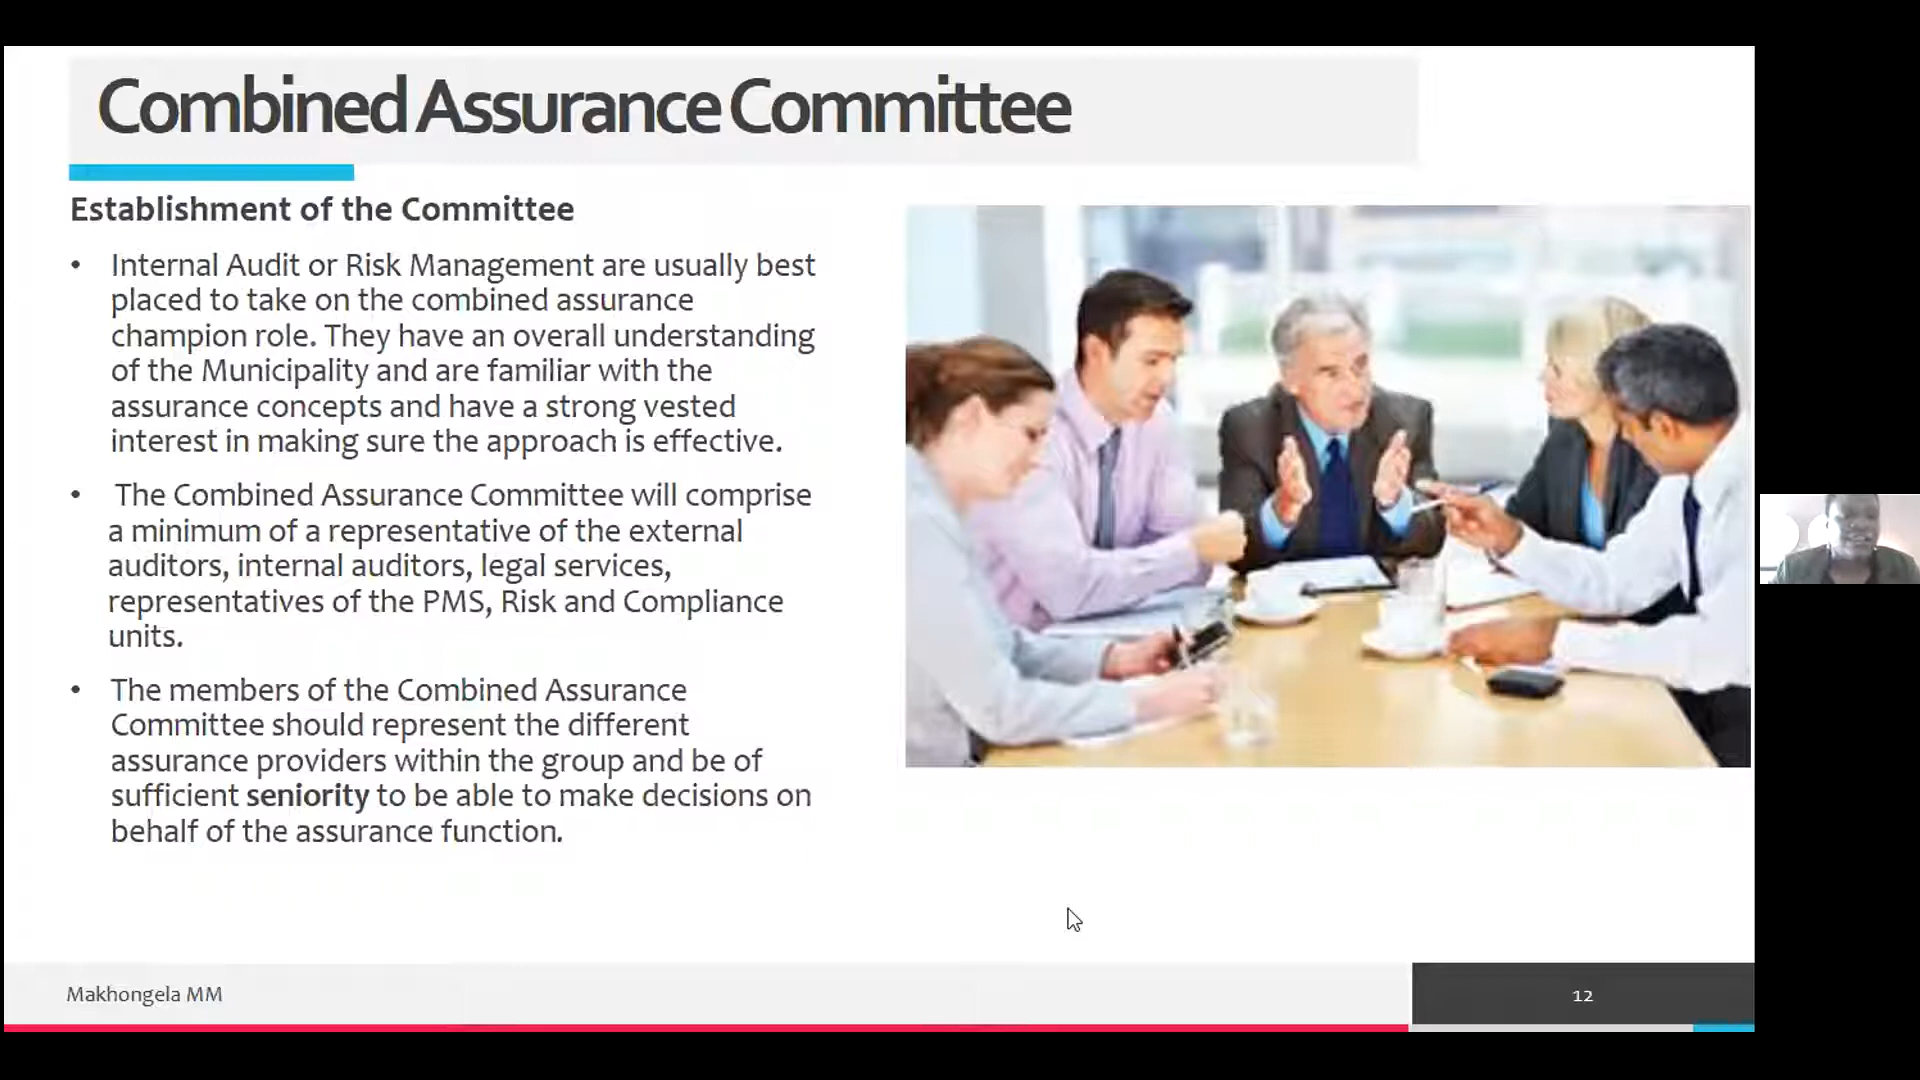 Combined Assurance Committee
Establishment of the Committee
• Internal Audit or Risk Management are usually best
placed to take on the combined assurance
champion role. They have an overall understanding
of the Municipality and are familiar with the
assurance concepts and have a strong vested
interest in making sure the approach is effective.
• The Combined Assurance Committee will comprise
a minimum of a representative of the external
auditors, internal auditors, legal services,
representatives of the PMS, Risk and Compliance
units.
• The members of the Combined Assurance
Committee should represent the different
assurance providers within the group and be of
sufficient seniority to be able to make decisions on
behalf of the assurance function.
Makhongela MM
12